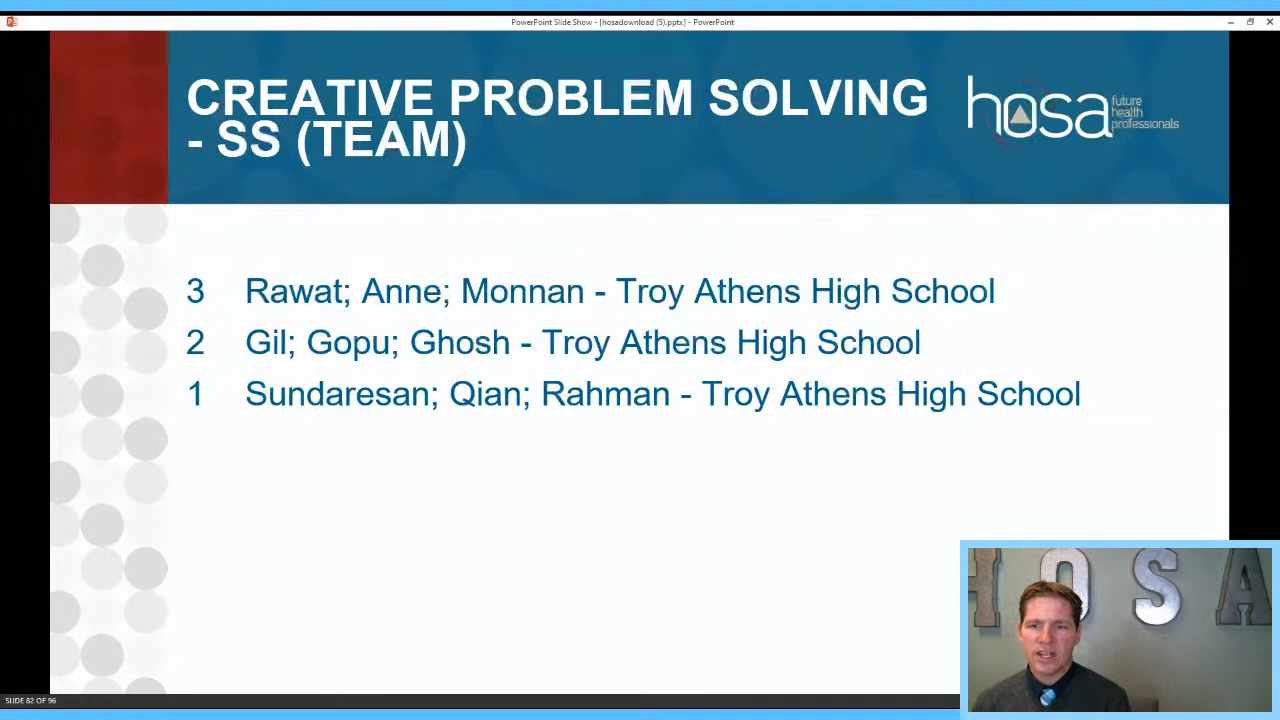 PowerPoint Slide Show - [hosadownload (5).pptx] - PowerPoint
CREATIVE PROBLEM SOLVING
- SS (TEAM)
hosa
future
health
professionals
3 Rawat; Anne; Monnan - Troy Athens High School
2 Gil; Gopu; Ghosh - Troy Athens High School
1 Sundaresan; Qian; Rahman - Troy Athens High School
HOSA
SLIDE 82 OF 96